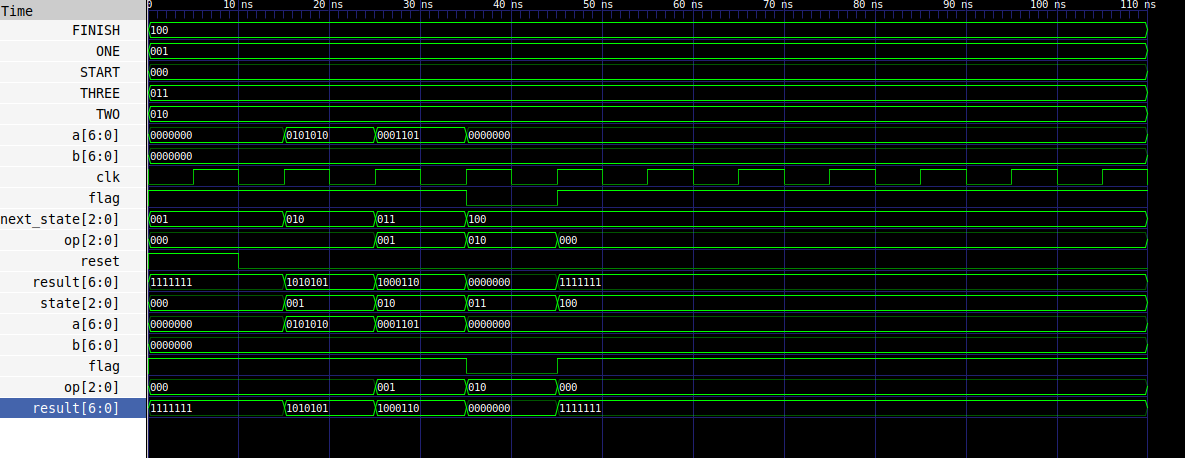 Time 0 10 ns 20 ns 30 ns 40 ns 50 ns 60 ns 70 ns 80 ns 90 ns 100 ns 110 ns
FINISH 100
ONE 001
START 000
THREE 011
TWO 010
a[6:0] 0000000 0101010 0001101 0000000
b[6:0] 0000000
clk
flag
next_state[2:0] 001 010 011 100
op[2:0] 000 001 010 000
reset
result[6:0] 1111111 1010101 1000110 0000000 1111111
state[2:0] 000 001 010 011 100
a[6:0] 0000000 0101010 0001101 0000000
b[6:0] 0000000
flag
op[2:0] 000 001 010 000
result[6:0] 1111111 1010101 1000110 0000000 1111111